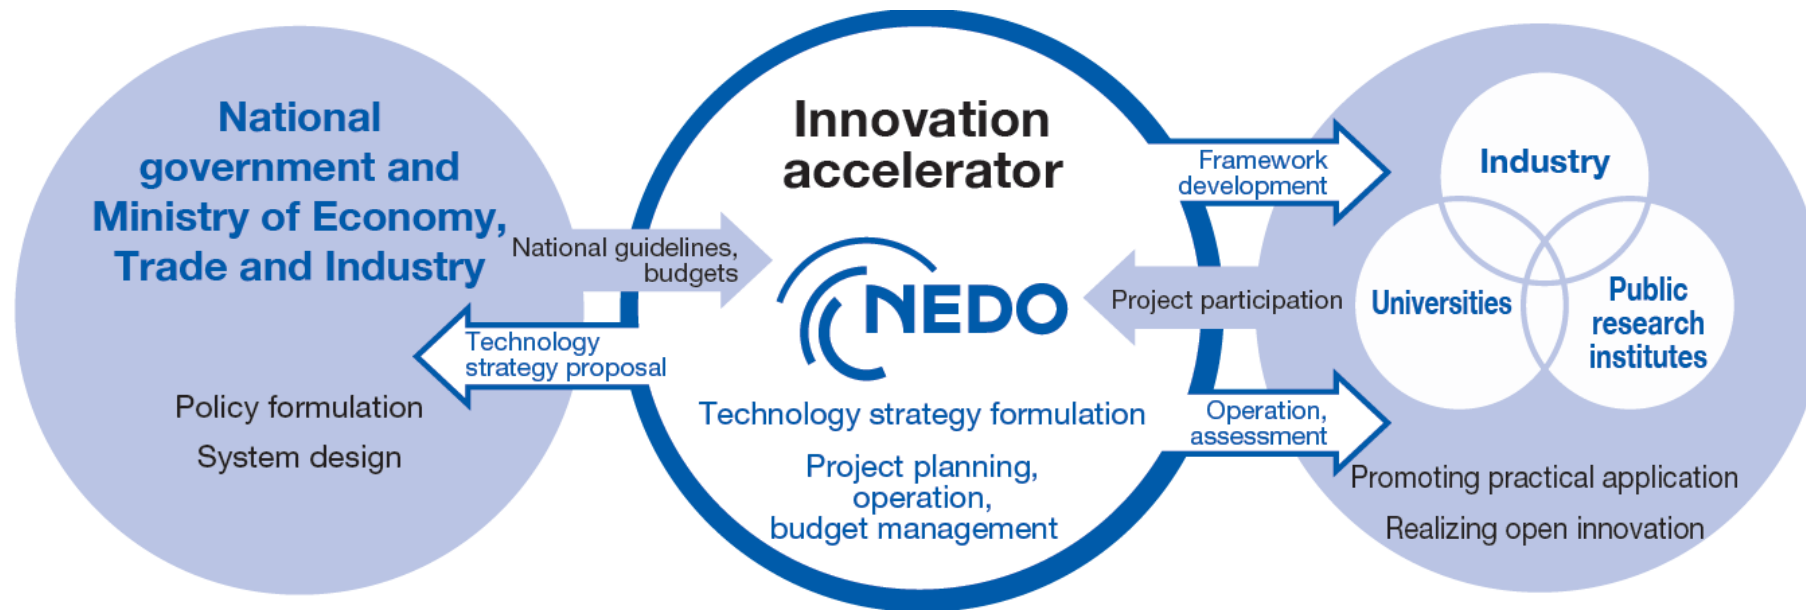 National
government and
Ministry of Economy,
Trade and Industry
Policy formulation
System design
National guidelines,
budgets
Technology
strategy proposal
Innovation
accelerator
NEDO
Technology strategy formulation
Project planning,
operation,
budget management
Framework
development
Project participation
Operation,
assessment
Industry
Universities
Public
research
institutes
Promoting practical application
Realizing open innovation